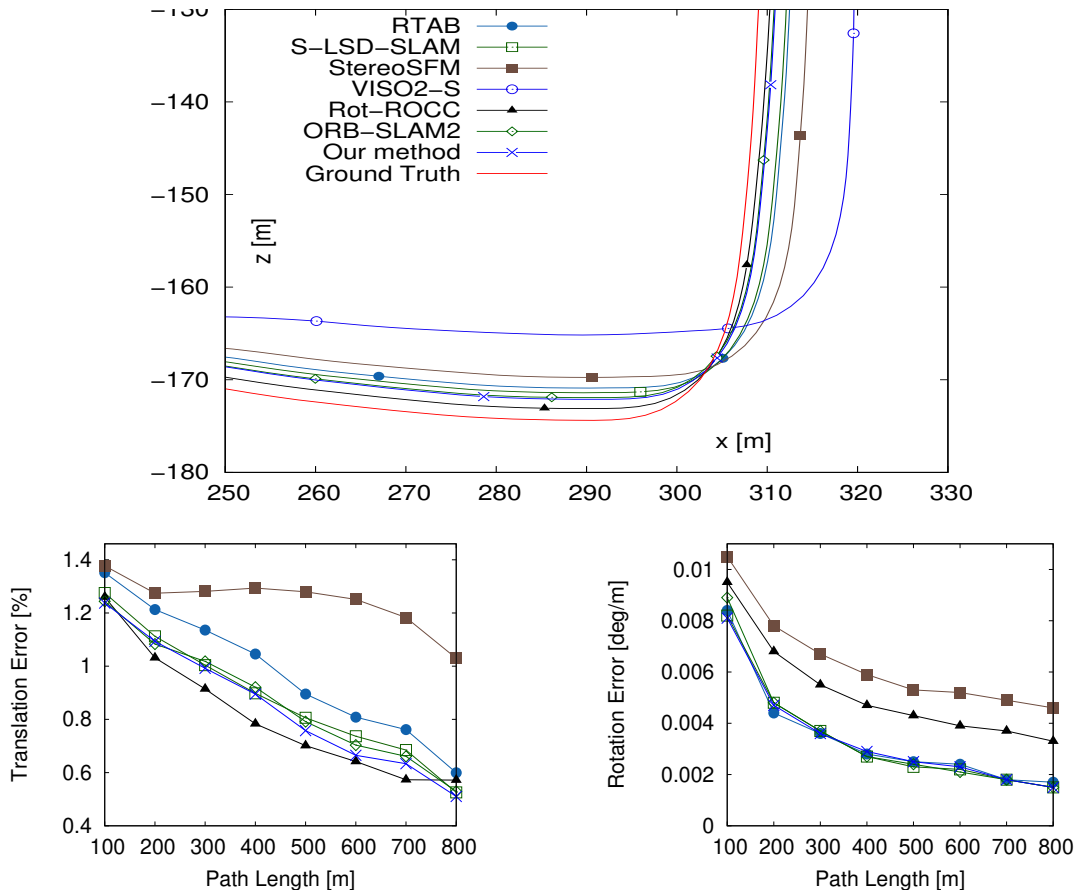 −130
−140
−150
−160
−170
−180
z [m]
RTAB
S−LSD−SLAM
StereoSFM
VISO2−S
Rot−ROCC
ORB−SLAM2
Our method
Ground Truth
x [m]
250 260 270 280 290 300 310 320 330
Translation Error [%]
1.4
1.2
1
0.8
0.6
0.4
100 200 300 400 500 600 700 800
Path Length [m]
Rotation Error [deg/m]
0.01
0.008
0.006
0.004
0.002
0
100 200 300 400 500 600 700 800
Path Length [m]